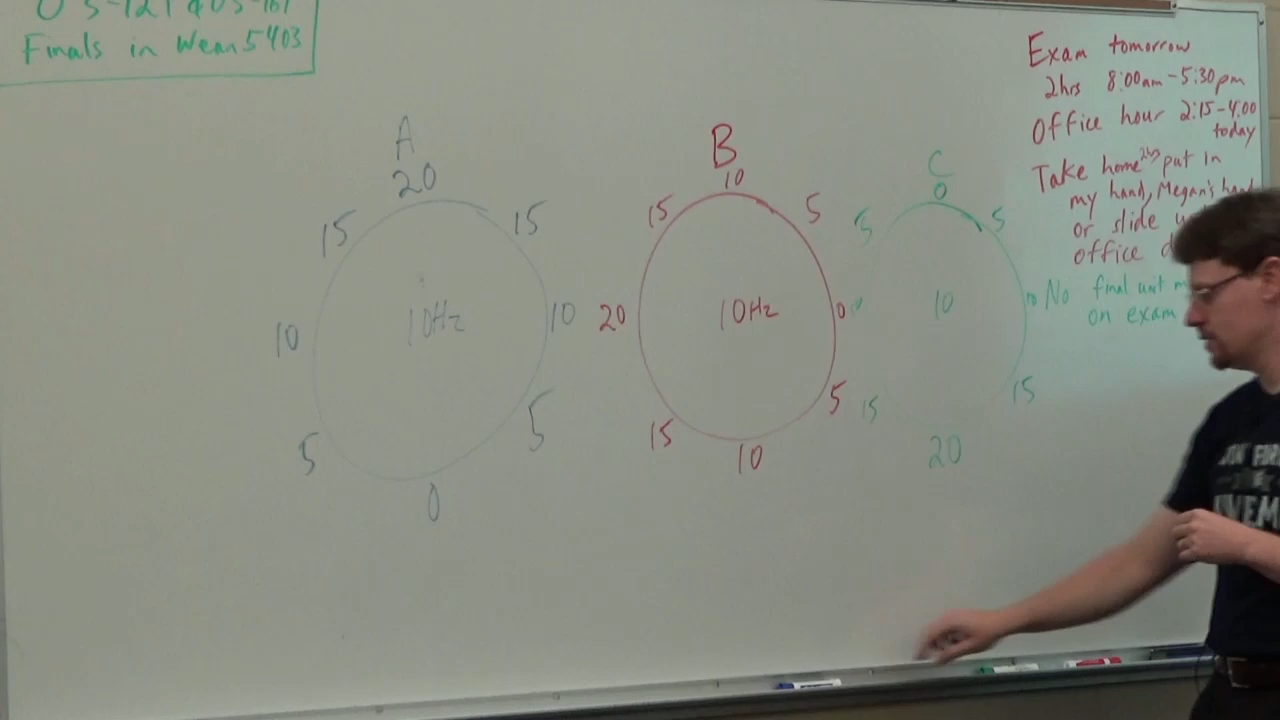 Finals in Wean 5403
A
20
15
15
10
10Hz
10
5
5
0
B
10
15
5
20
10Hz
0
15
5
10
C
0
5
5
10
15
15
20
Exam tomorrow
2hrs 8:00am-5:30pm
Office hour 2:15-4:00
today
Take home 2hrs put in
my hand, Megan's hand
or slide
office
No final unit
on exam